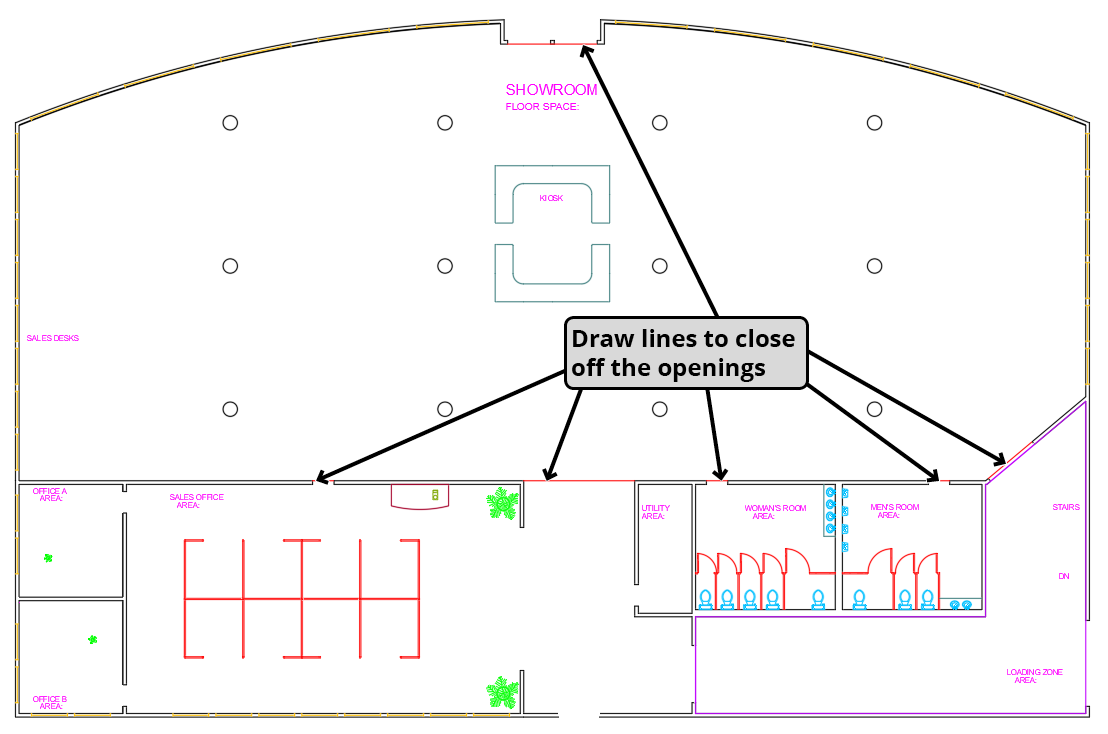 SHOWROOM
FLOOR SPACE:
KIOSK
SALES DESKS
Draw lines to close
off the openings
OFFICE A
AREA:
SALES OFFICE
AREA:
UTILITY
AREA:
WOMAN'S ROOM
AREA:
MEN'S ROOM
AREA:
STAIRS
DN
LOADING ZONE
AREA:
OFFICE B
AREA: